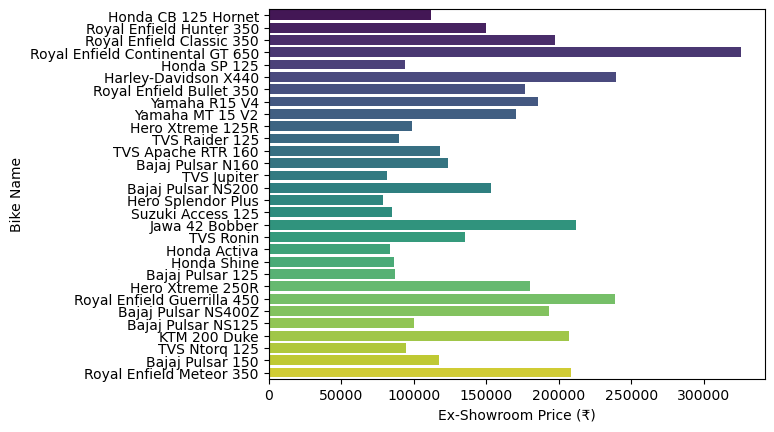 Honda CB 125 Hornet
Royal Enfield Hunter 350
Royal Enfield Classic 350
Royal Enfield Continental GT 650
Honda SP 125
Harley-Davidson X440
Royal Enfield Bullet 350
Yamaha R15 V4
Yamaha MT 15 V2
Hero Xtreme 125R
TVS Raider 125
TVS Apache RTR 160
Bajaj Pulsar N160
TVS Jupiter
Bajaj Pulsar NS200
Hero Splendor Plus
Suzuki Access 125
Jawa 42 Bobber
TVS Ronin
Honda Activa
Honda Shine
Bajaj Pulsar 125
Hero Xtreme 250R
Royal Enfield Guerrilla 450
Bajaj Pulsar NS400Z
Bajaj Pulsar NS125
KTM 200 Duke
TVS Ntorq 125
Bajaj Pulsar 150
Royal Enfield Meteor 350
Bike Name
0 50000 100000 150000 200000 250000 300000
Ex-Showroom Price (₹)